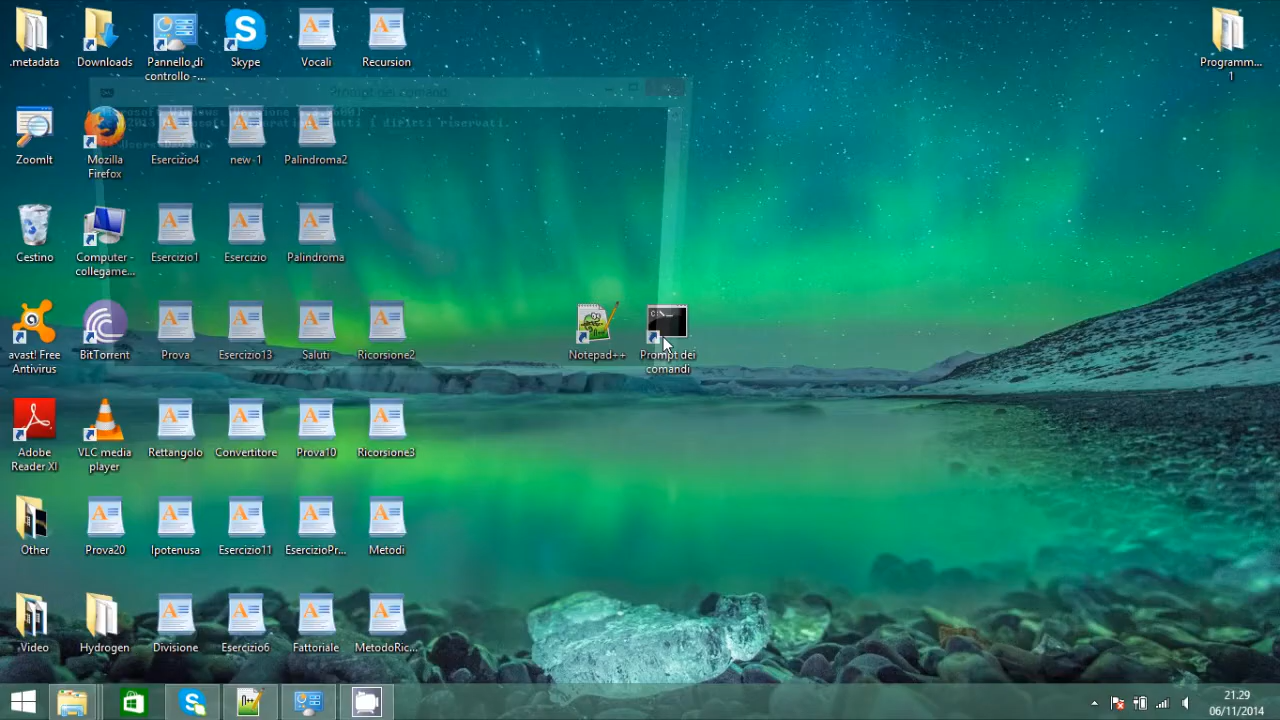 .metadata
Downloads
Pannello di
controllo -...
Skype
Vocali
Recursion
Programm...
1
Prompt dei comandi
ZoomIt
Mozilla
Firefox
Esercizio4
new-1
Palindroma2
Cestino
Computer -
collegame...
Esercizio1
Esercizio
Palindroma
avast! Free
Antivirus
BitTorrent
Prova
Esercizio13
Saluti
Ricorsione2
Notepad++
Prompt dei
comandi
Adobe
Reader XI
VLC media
player
Rettangolo
Convertitore
Prova10
Ricorsione3
Other
Prova20
Ipotenusa
Esercizio11
EsercizioPr...
Metodi
Video
Hydrogen
Divisione
Esercizio6
Fattoriale
MetodoRic...
21.29
06/11/2014